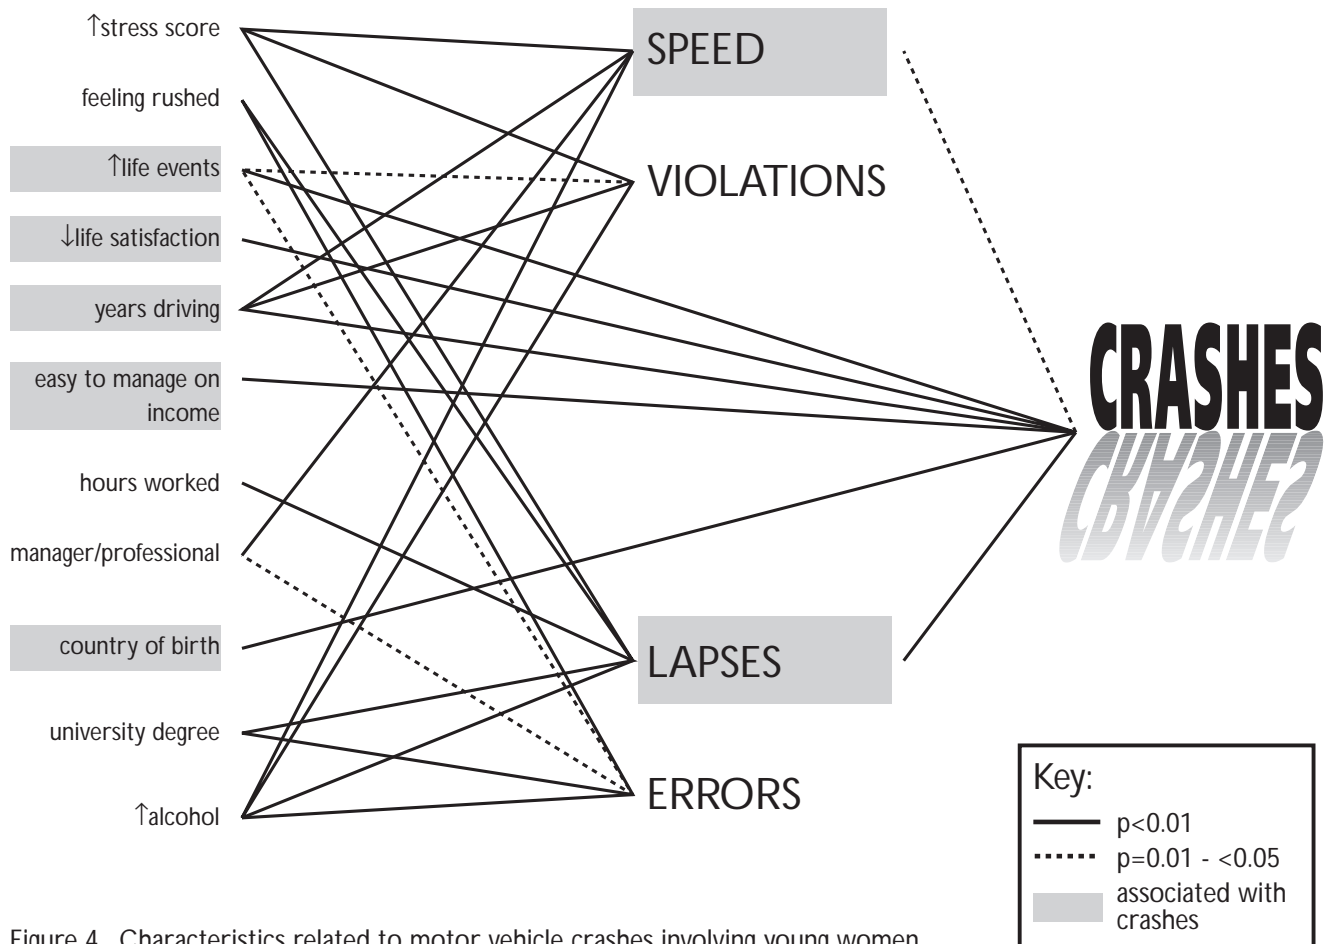 ↑stress score
feeling rushed
↑life events
↓life satisfaction
years driving
easy to manage on
income
hours worked
manager/professional
country of birth
university degree
↑alcohol
SPEED
VIOLATIONS
LAPSES
ERRORS
CRASHES
CRASHES
Key:
p<0.01
p=0.01 - <0.05
associated with
crashes
Figure 4. Characteristics related to motor vehicle crashes involving young women